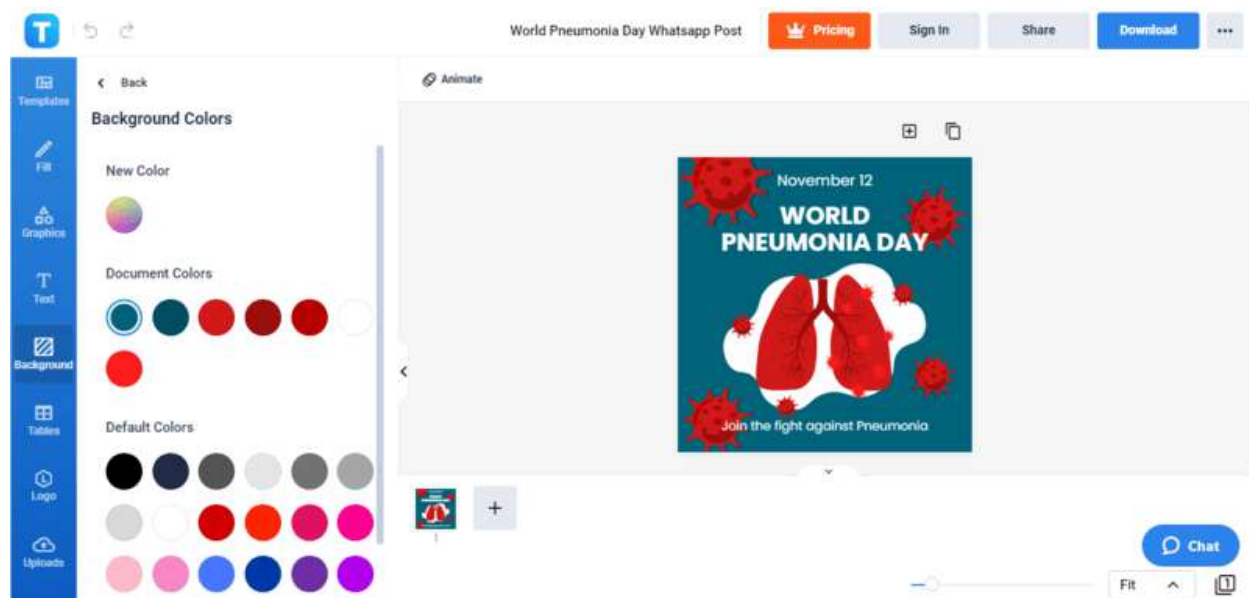 T
World Pneumonia Day Whatsapp Post
Pricing
Sign In
Share
Download
Templates
Fill
Graphics
Text
Background
Tables
Logo
Uploads
Back
Background Colors
New Color
Document Colors
Default Colors
Animate
November 12
WORLD
PNEUMONIA DAY
Join the fight against Pneumonia
1
Chat
Fit
1